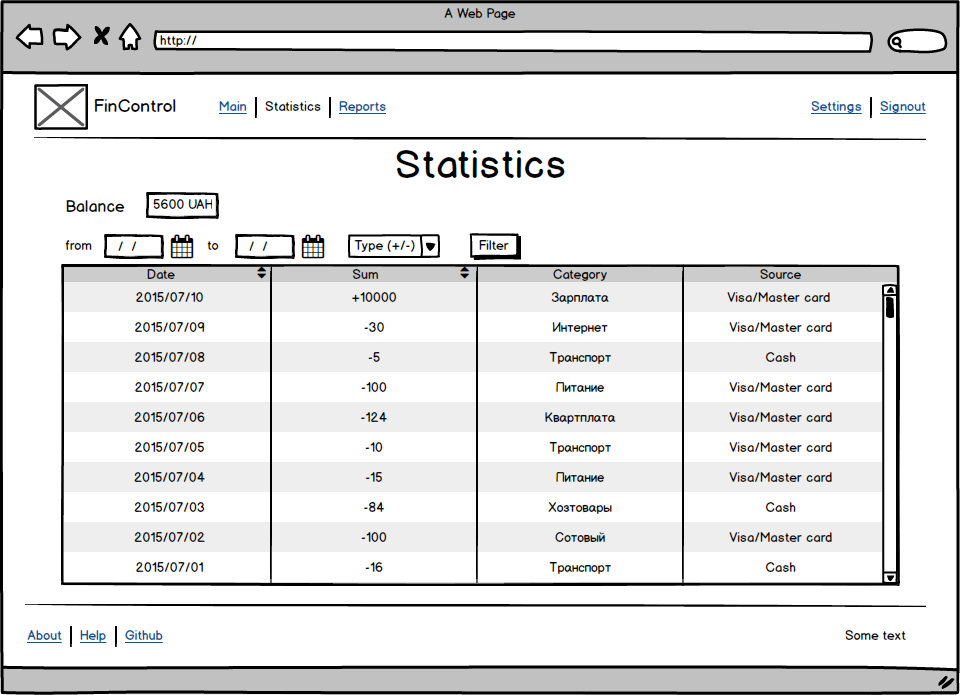 A Web Page
http://
FinControl Main Statistics Reports Settings Signout
Statistics
Balance 5600 UAH
from / / to / / Type (+/-) Filter
Date Sum Category Source
2015/07/10 +10000 Зарплата Visa/Master card
2015/07/09 -30 Интернет Visa/Master card
2015/07/08 -5 Транспорт Cash
2015/07/07 -100 Питание Visa/Master card
2015/07/06 -124 Квартплата Visa/Master card
2015/07/05 -10 Транспорт Visa/Master card
2015/07/04 -15 Питание Visa/Master card
2015/07/03 -84 Хозтовары Cash
2015/07/02 -100 Сотовый Visa/Master card
2015/07/01 -16 Транспорт Cash
About Help Github Some text